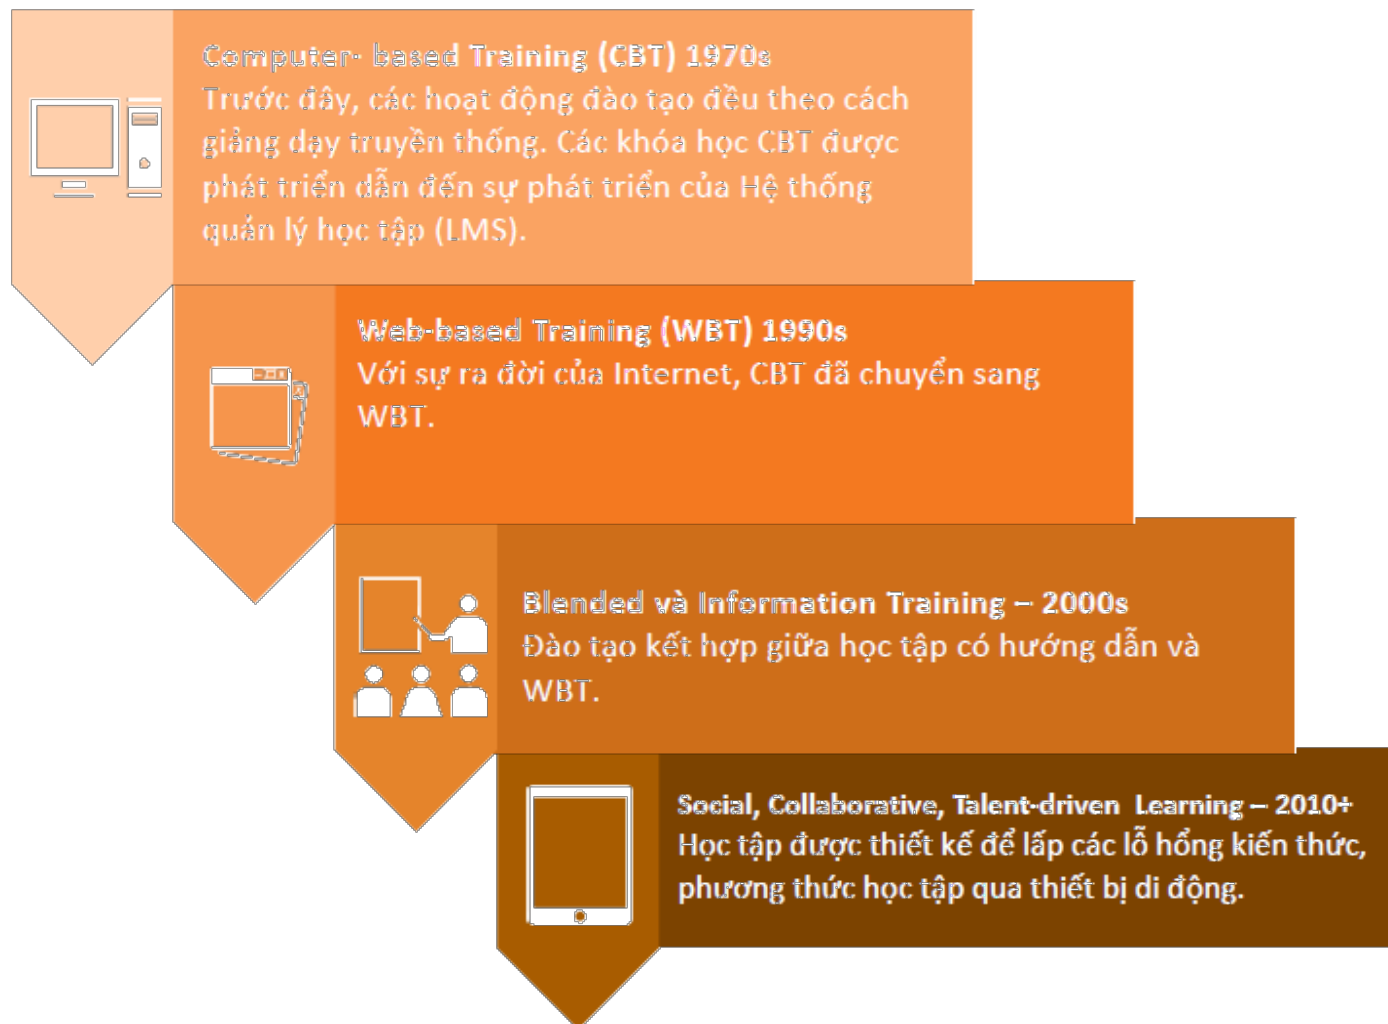 Computer- based Training (CBT) 1970s
Trước đây, các hoạt động đào tạo đều theo cách
giảng dạy truyền thống. Các khóa học CBT được
phát triển dẫn đến sự phát triển của Hệ thống
quản lý học tập (LMS).
Web-based Training (WBT) 1990s
Với sự ra đời của Internet, CBT đã chuyển sang
WBT.
Blended và Information Training – 2000s
Đào tạo kết hợp giữa học tập có hướng dẫn và
WBT.
Social, Collaborative, Talent-driven Learning – 2010+
Học tập được thiết kế để lấp các lỗ hổng kiến thức,
phương thức học tập qua thiết bị di động.